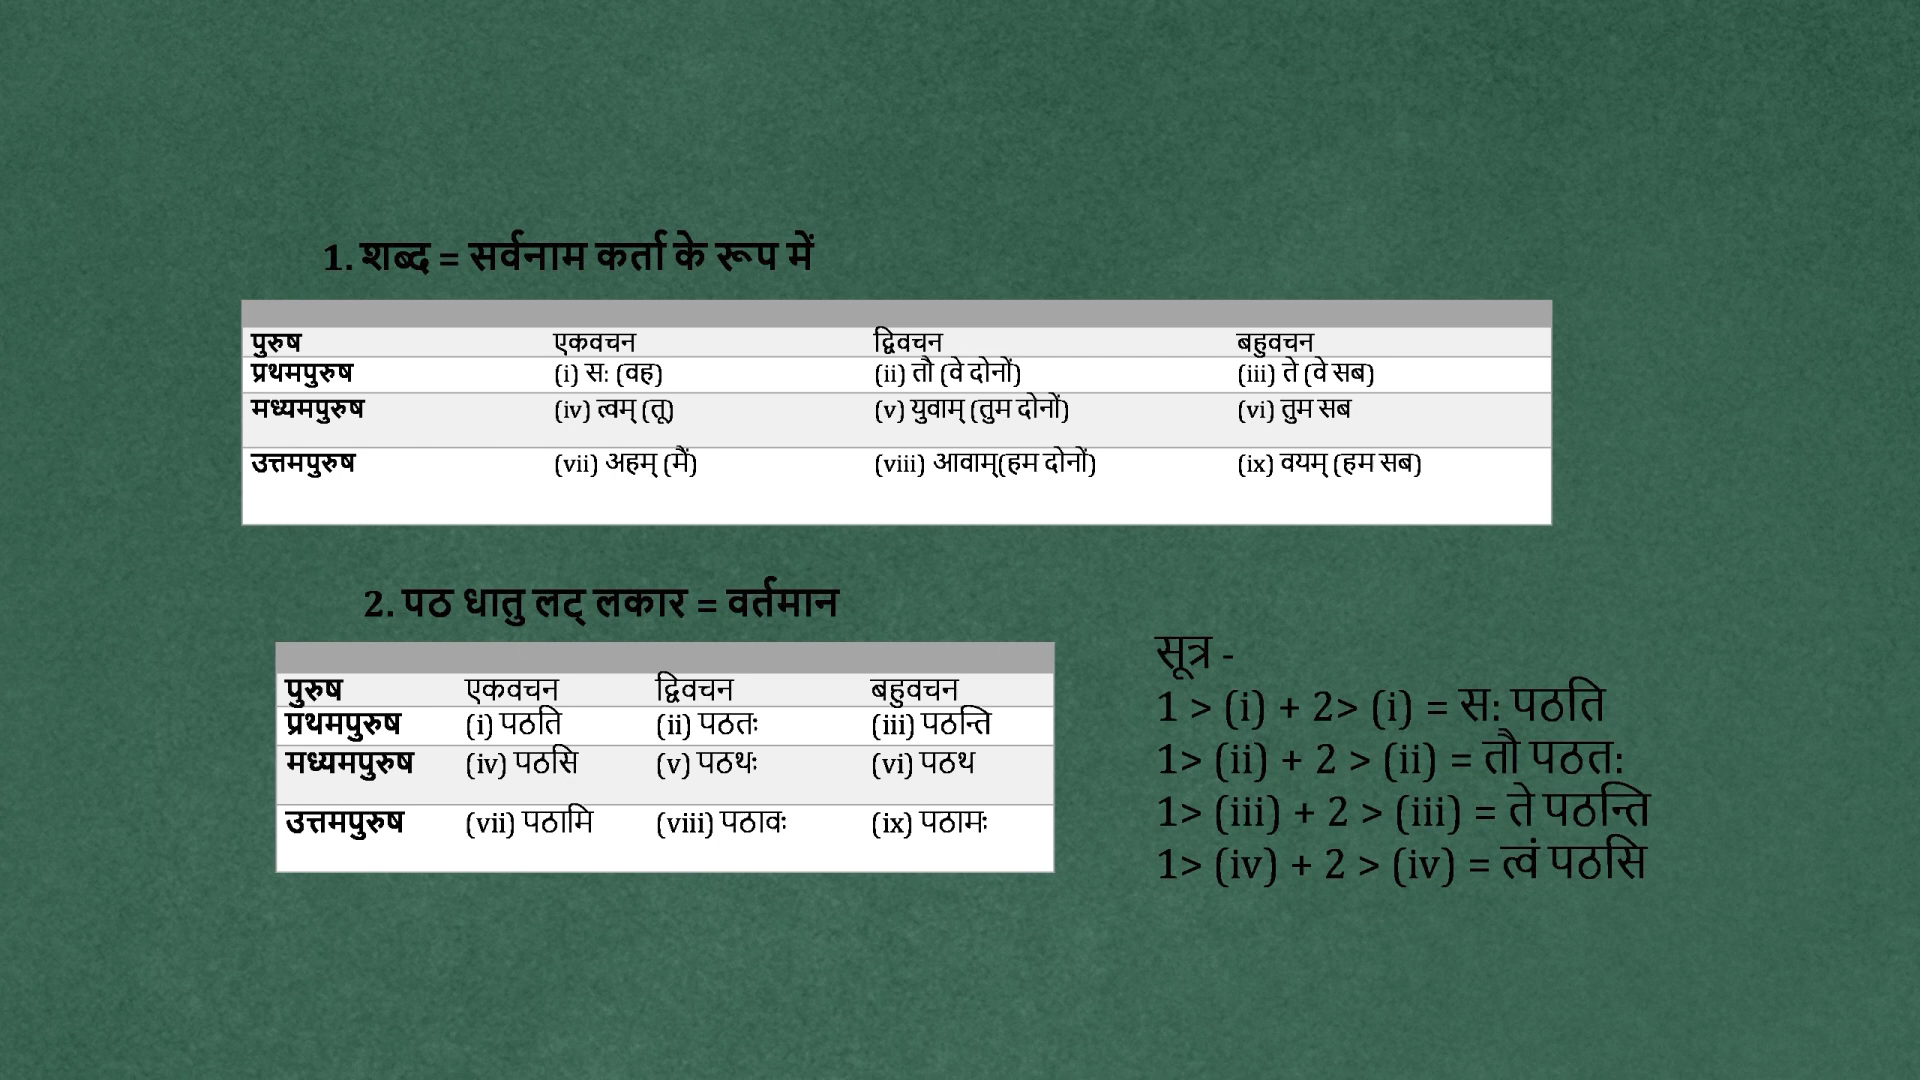 1. शब्द = सर्वनाम कर्ता के रूप में
पुरुष एकवचन द्विवचन बहुवचन
प्रथमपुरुष (i) स: (वह) (ii) तौ (वे दोनों) (iii) ते (वे सब)
मध्यमपुरुष (iv) त्वम् (तू) (v) युवाम् (तुम दोनों) (vi) तुम सब
उत्तमपुरुष (vii) अहम् (मैं) (viii) आवाम्(हम दोनों) (ix) वयम् (हम सब)
2. पठ धातु लट् लकार = वर्तमान
पुरुष एकवचन द्विवचन बहुवचन
प्रथमपुरुष (i) पठति (ii) पठतः (iii) पठन्ति
मध्यमपुरुष (iv) पठसि (v) पठथः (vi) पठथ
उत्तमपुरुष (vii) पठामि (viii) पठावः (ix) पठामः
सूत्र -
1 > (i) + 2> (i) = स: पठति
1> (ii) + 2 > (ii) = तौ पठत:
1> (iii) + 2 > (iii) = ते पठन्ति
1> (iv) + 2 > (iv) = त्वं पठसि